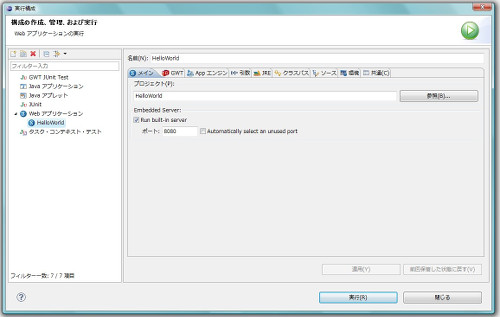 実行構成
構成の作成、管理、および実行
Web アプリケーションの実行
フィルター入力
GWT JUnit Test
Java アプリケーション
Java アプレット
JUnit
Web アプリケーション
HelloWorld
タスク・コンテキスト・テスト
フィルター一致: 7 / 7 項目
名前(N): HelloWorld
メイン GWT App エンジン 引数 JRE クラスパス ソース 環境 共通(C)
プロジェクト(P):
HelloWorld 参照(B)...
Embedded Server:
Run built-in server
ポート: 8080 Automatically select an unused port
適用(Y) 前回保管した状態に戻す(V)
実行(R) 閉じる